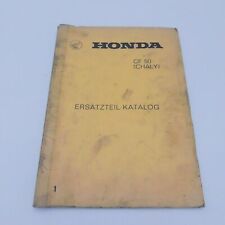 HONDA
CF 50
(CHALY)
ERSATZTEIL-KATALOG
1